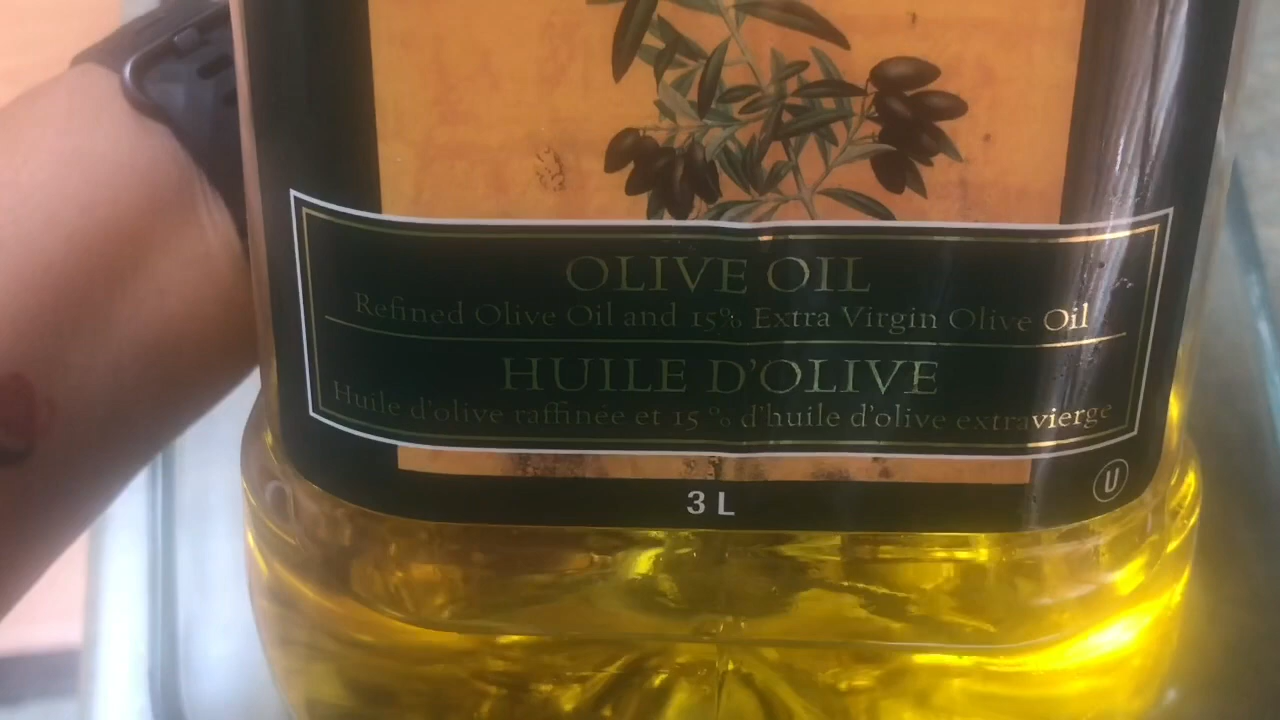 OLIVE OIL
Refined Olive Oil and 15% Extra Virgin Olive Oil
HUILE D'OLIVE
Huile d'olive raffinée et 15 % d'huile d'olive extravierge
3 L
U